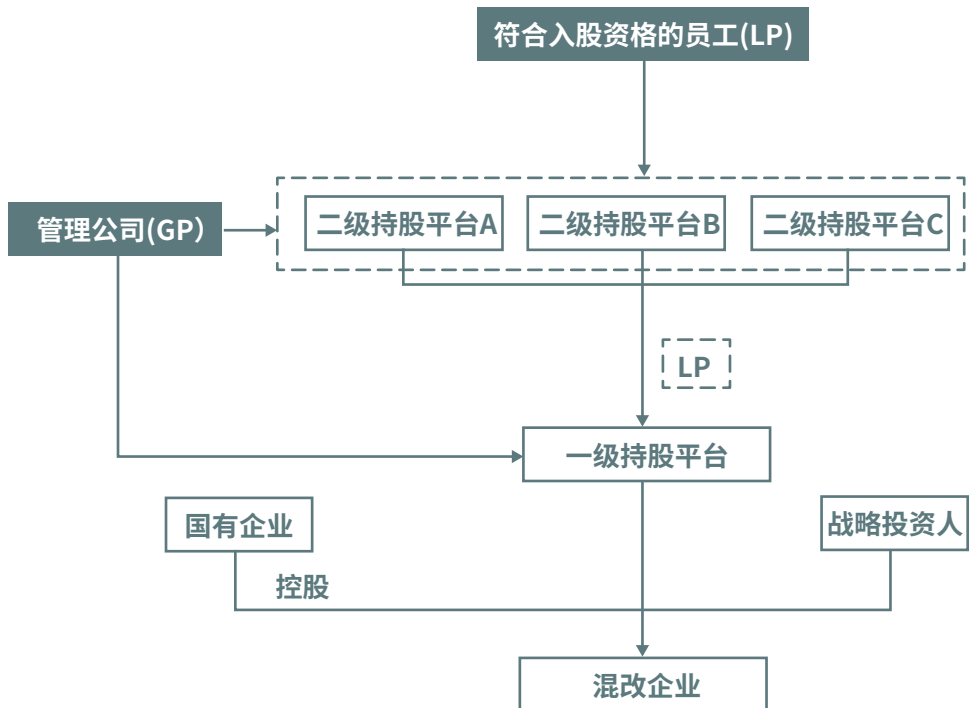 符合入股资格的员工(LP)
管理公司(GP）
二级持股平台A
二级持股平台B
二级持股平台C
LP
一级持股平台
国有企业
战略投资人
控股
混改企业